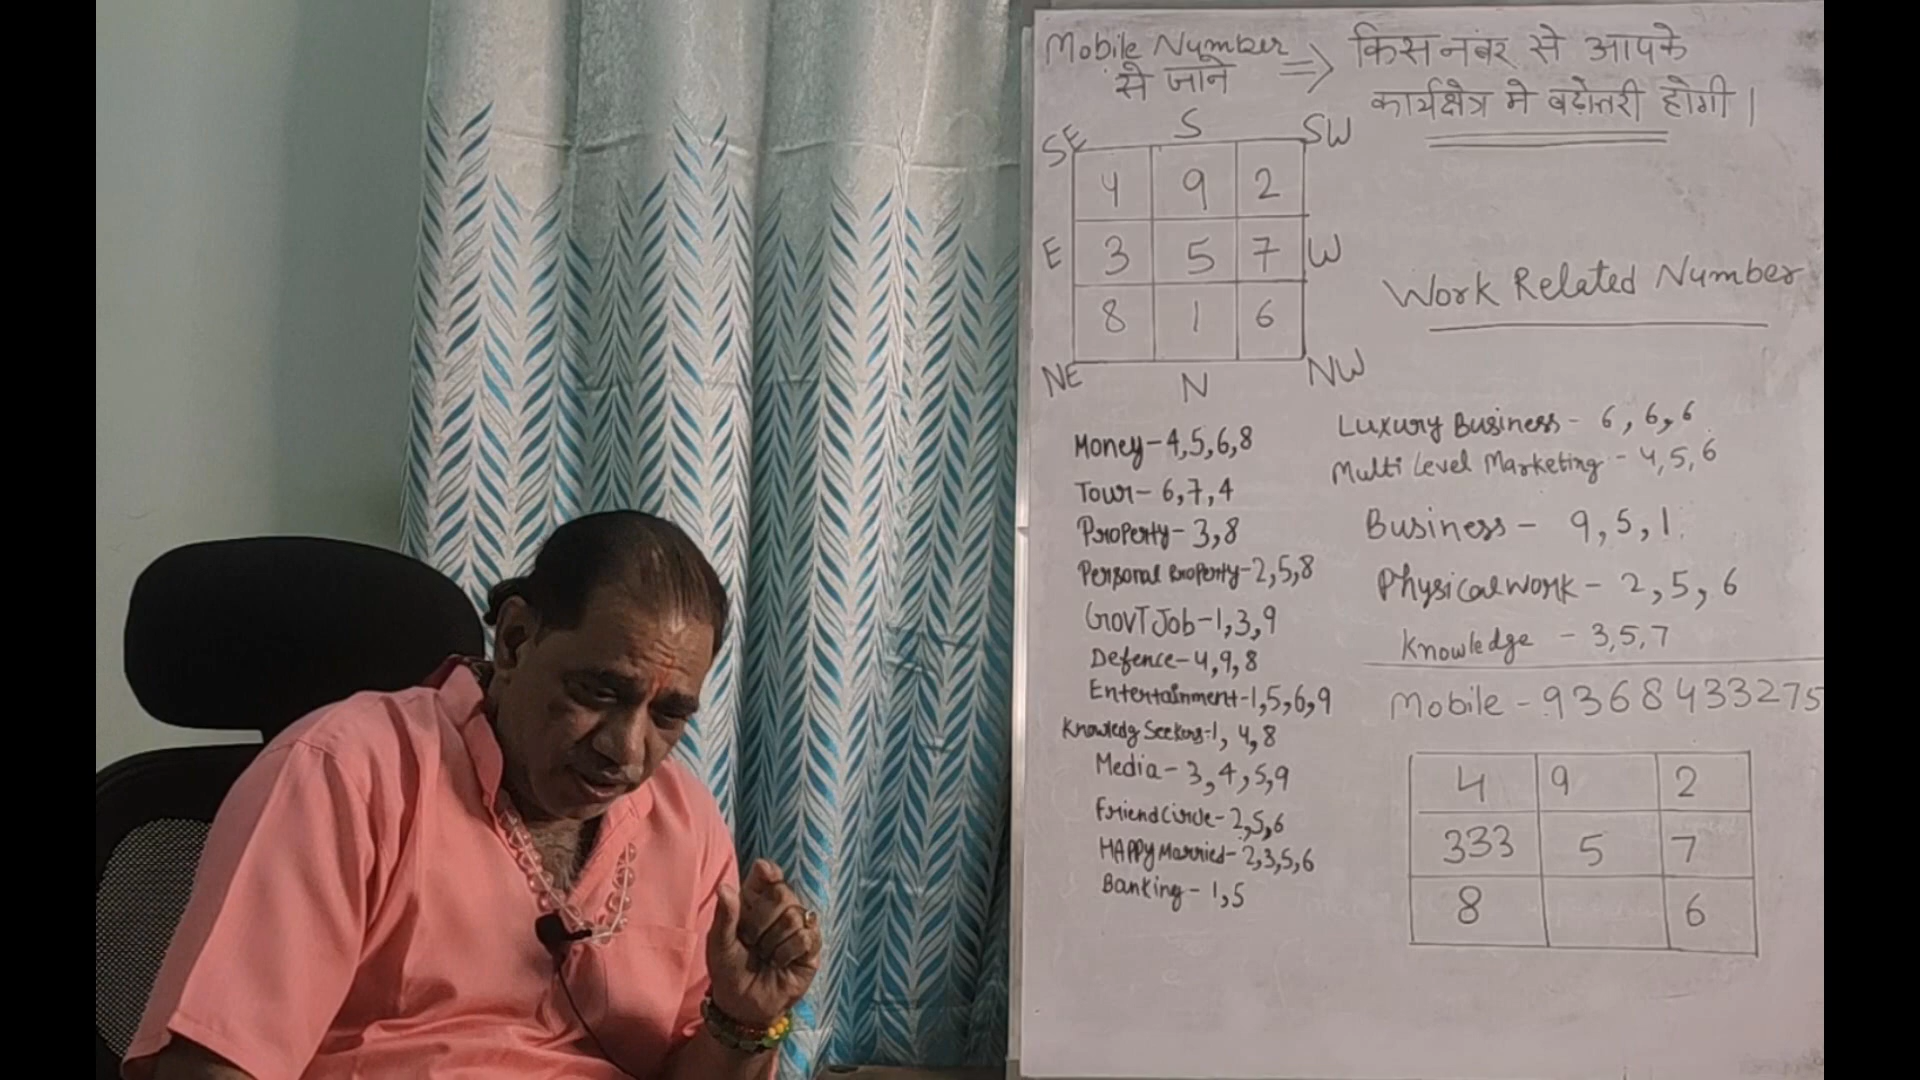 Mobile Number ⇒ किस नंबर से आपके
से जाने कार्यक्षेत्र मे बढ़ोत्तरी होगी।
SE S SW
4 9 2
E 3 5 7 W
8 1 6
NE N NW
Work Related Number
Money-4,5,6,8
Tour-6,7,4
Property-3,8
Personal Property-2,5,8
GovT Job-1,3,9
Defence-4,9,8
Entertainment-1,5,6,9
Knowledg Seekers-1, 4,8
Media-3,4,5,9
Friend Circle-2,5,6
HAPPy Married-2,3,5,6
Banking-1,5
Luxury Business- 6,6,6
Multi Level Marketing-4,5,6
Business- 9,5,1
Physical work-2,5,6
Knowledge -3,5,7
Mobile-9368433275
4 9 2
333 5 7
8 6